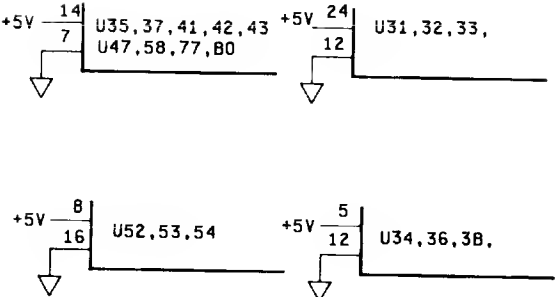 +5V 14 U35,37,41,42,43
7 U47,58,77,80
+5V 24 U31,32,33,
12
+5V 8 U52,53,54
16
+5V 5 U34,36,38,
12